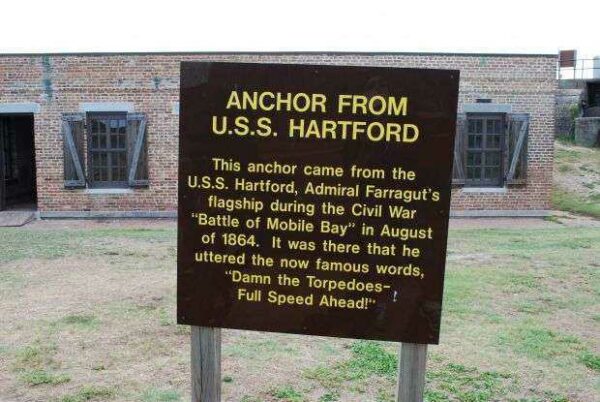 ANCHOR FROM
U.S.S. HARTFORD
This anchor came from the
U.S.S. Hartford, Admiral Farragut's
flagship during the Civil War
"Battle of Mobile Bay" in August
of 1864. It was there that he
uttered the now famous words,
"Damn the Torpedoes-
Full Speed Ahead!"